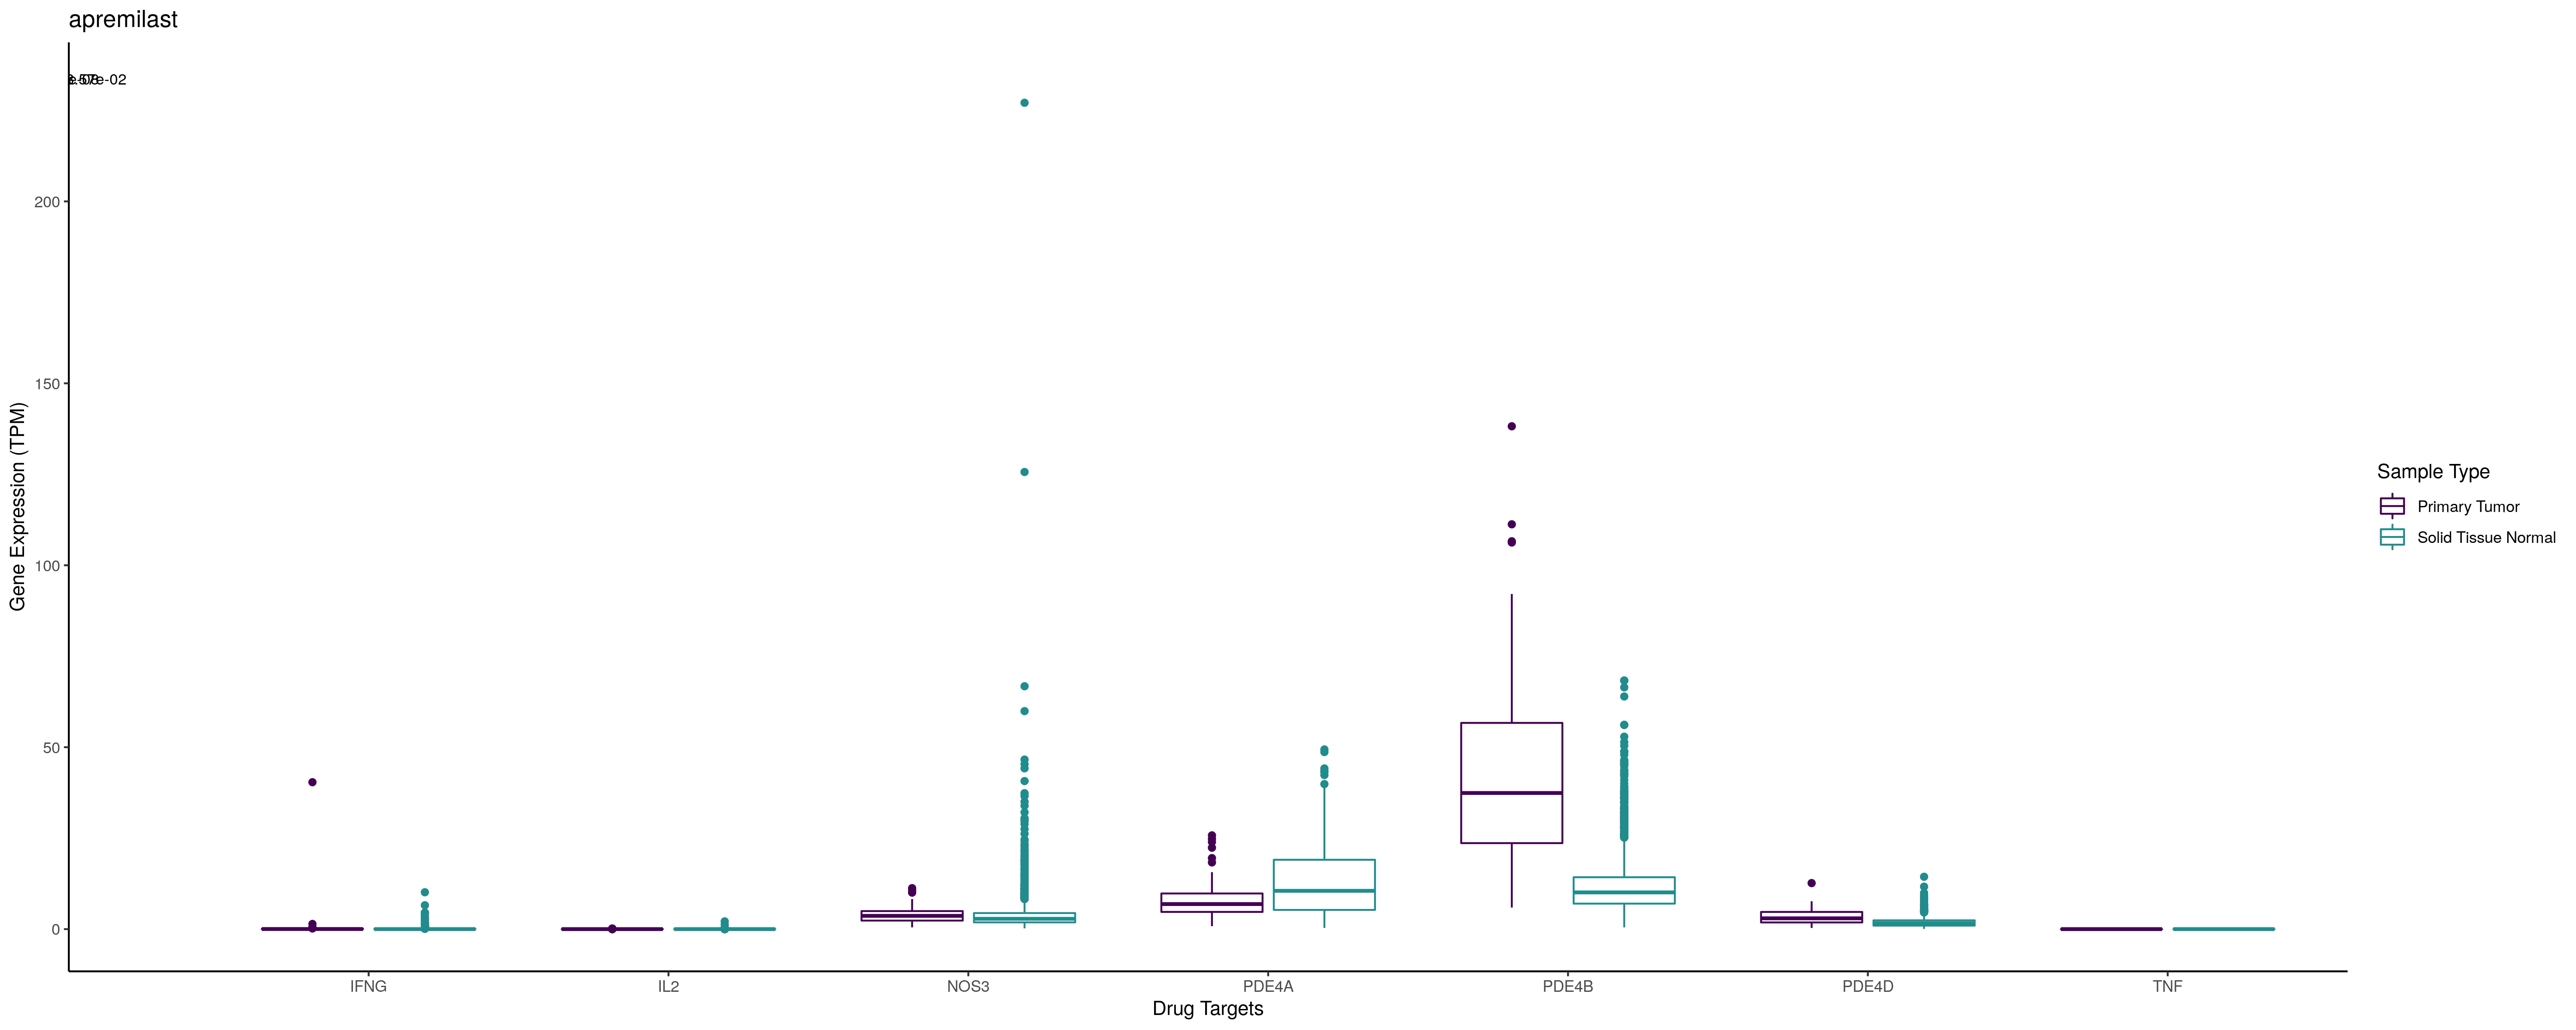 apremilast
200
150
100
50
0
Gene Expression (TPM)
IFNG IL2 NOS3 PDE4A PDE4B PDE4D TNF
Drug Targets
Sample Type
Primary Tumor
Solid Tissue Normal